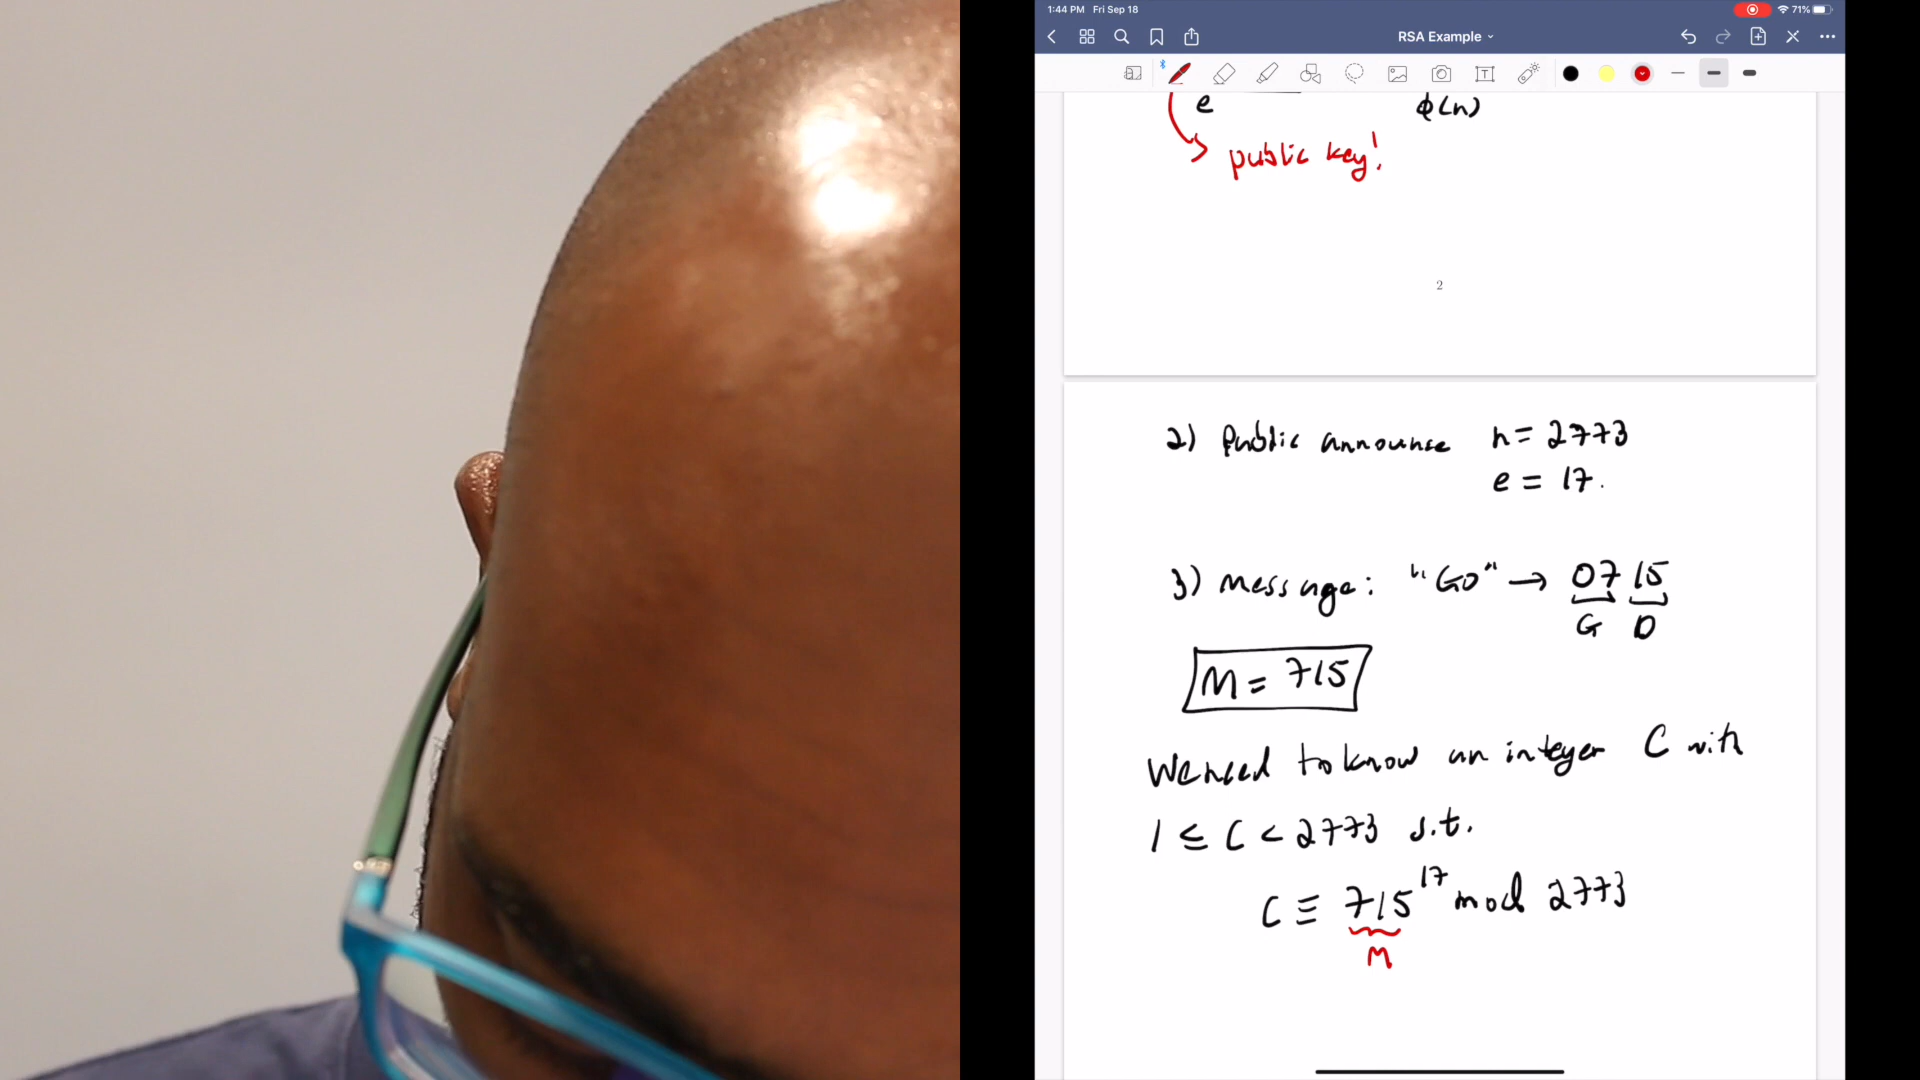 1:44 PM Fri Sep 18
71%
RSA Example
e φ(n)
public key!
2
2) Public announce n = 2773
e = 17.
3) Message: "GO" → 07 15
G O
M = 715
We need to know an integer C with
1 ≤ C < 2773 s.t.
C ≡ 715^17 mod 2773
M